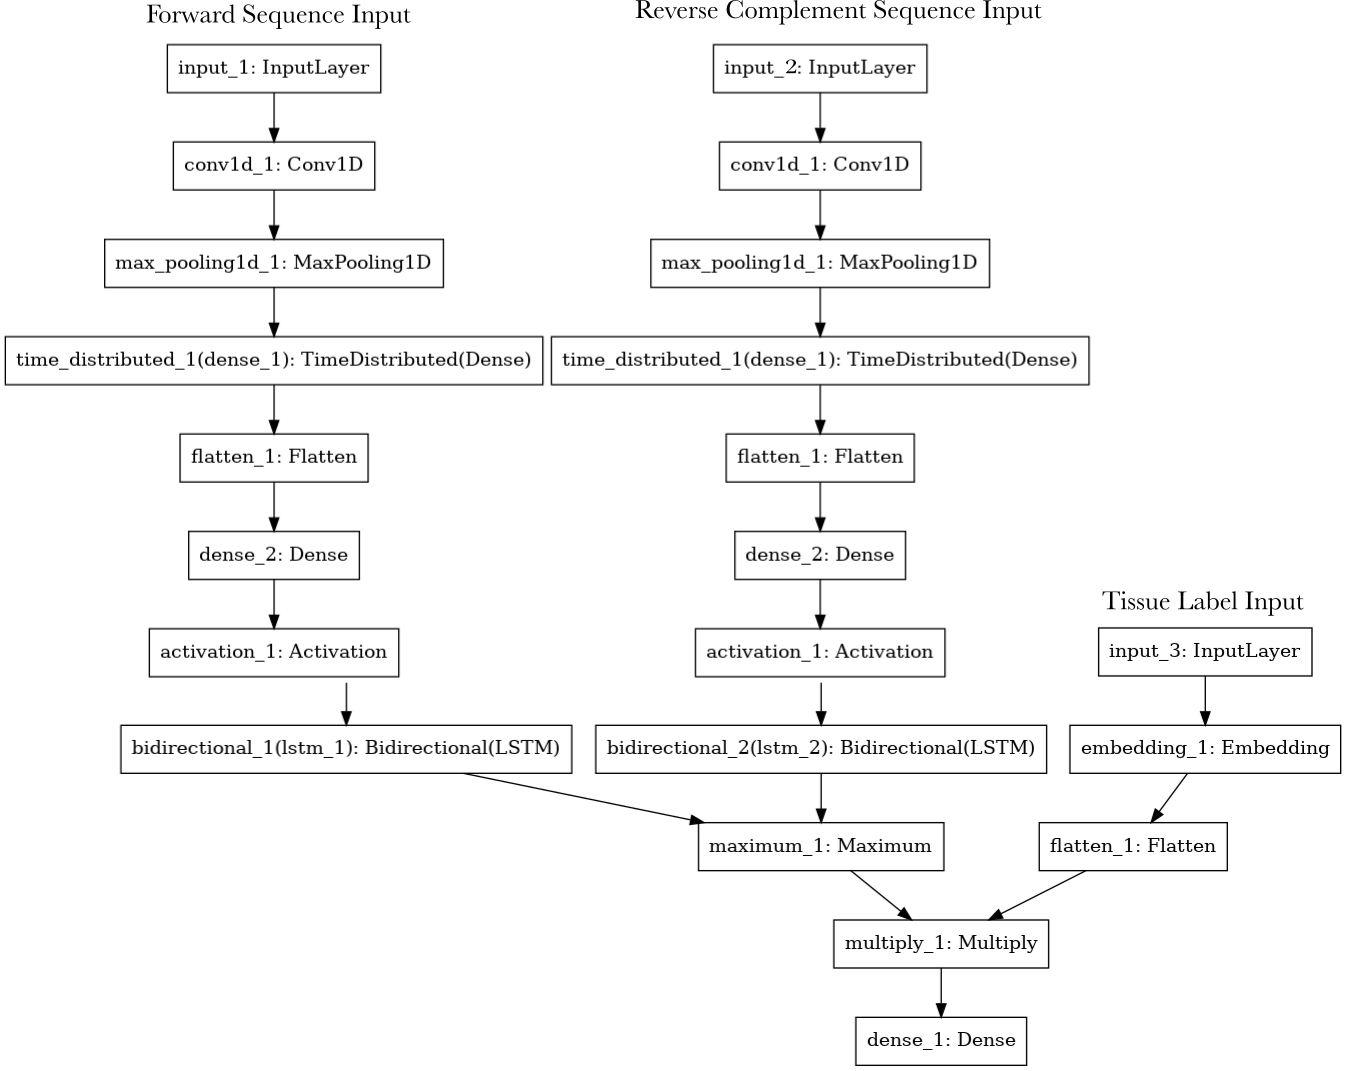 Forward Sequence Input
input_1: InputLayer
conv1d_1: Conv1D
max_pooling1d_1: MaxPooling1D
time_distributed_1(dense_1): TimeDistributed(Dense)
flatten_1: Flatten
dense_2: Dense
activation_1: Activation
bidirectional_1(lstm_1): Bidirectional(LSTM)
Reverse Complement Sequence Input
input_2: InputLayer
conv1d_1: Conv1D
max_pooling1d_1: MaxPooling1D
time_distributed_1(dense_1): TimeDistributed(Dense)
flatten_1: Flatten
dense_2: Dense
activation_1: Activation
bidirectional_2(lstm_2): Bidirectional(LSTM)
maximum_1: Maximum
Tissue Label Input
input_3: InputLayer
embedding_1: Embedding
flatten_1: Flatten
multiply_1: Multiply
dense_1: Dense